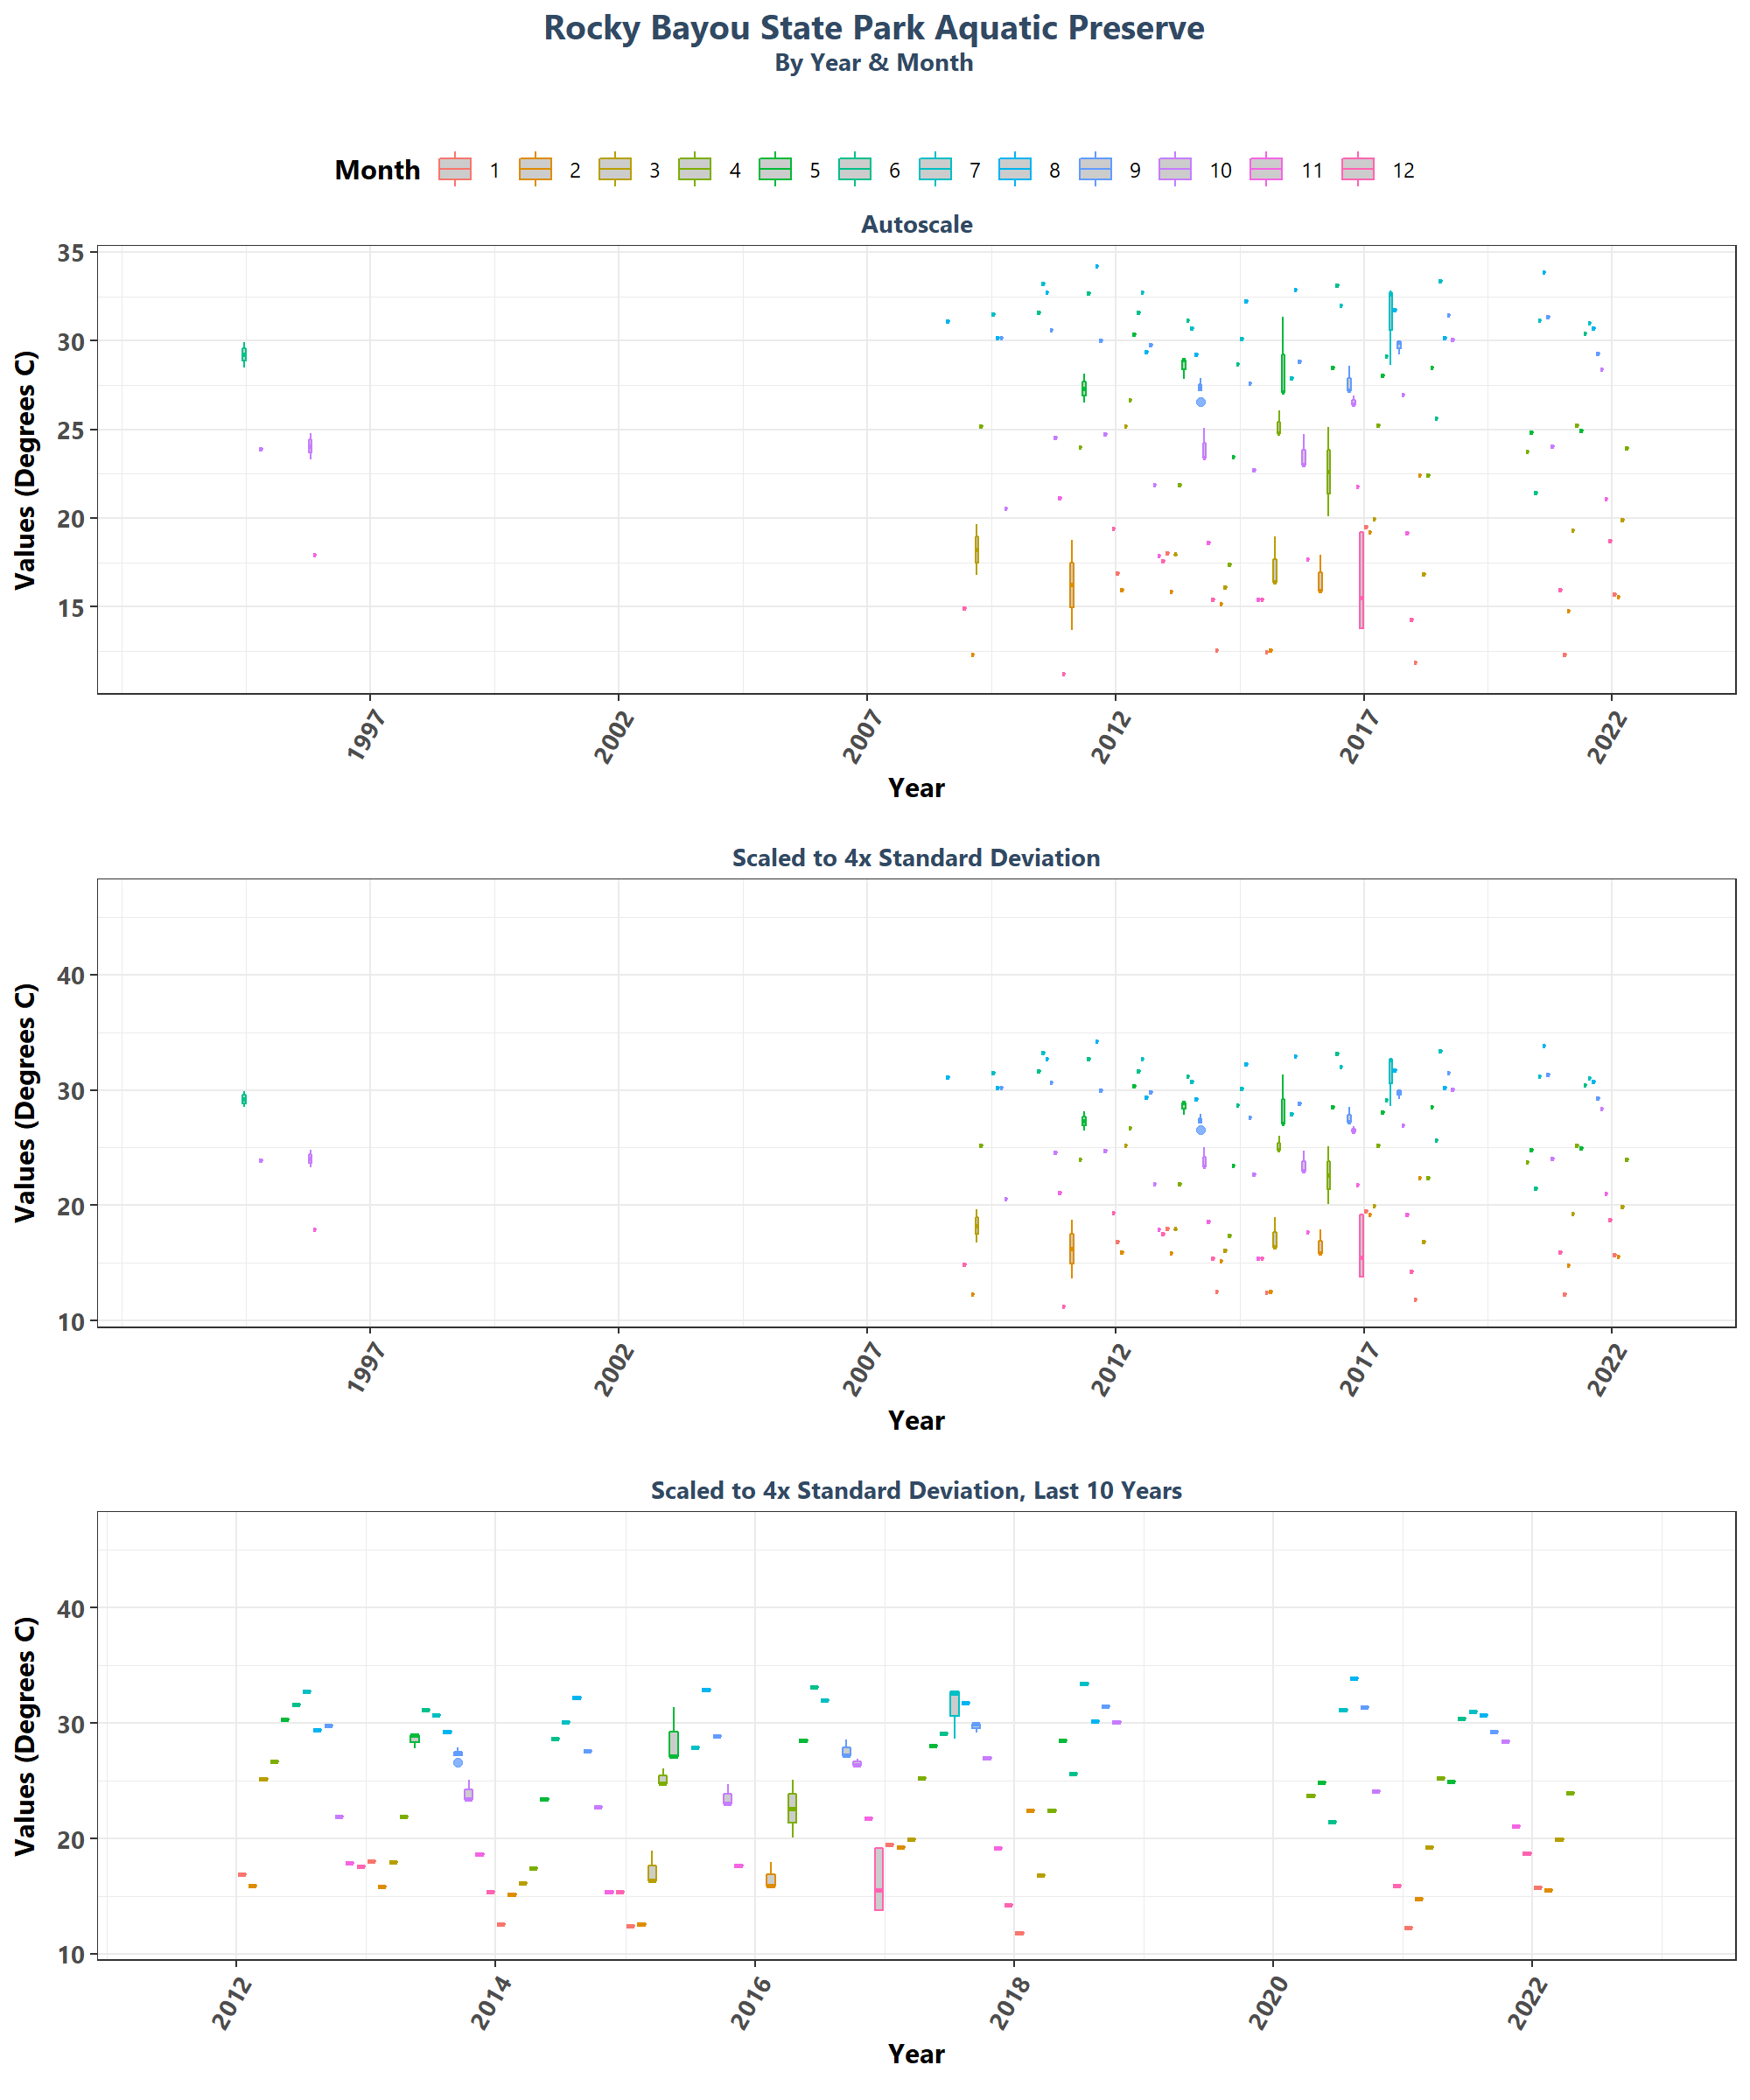 Rocky Bayou State Park Aquatic Preserve
By Year & Month
Month 1 2 3 4 5 6 7 8 9 10 11 12
Autoscale
Values (Degrees C)
35
30
25
20
15
1997 2002 2007 2012 2017 2022
Year
Scaled to 4x Standard Deviation
Values (Degrees C)
40
30
20
10
1997 2002 2007 2012 2017 2022
Year
Scaled to 4x Standard Deviation, Last 10 Years
Values (Degrees C)
40
30
20
10
2012 2014 2016 2018 2020 2022
Year